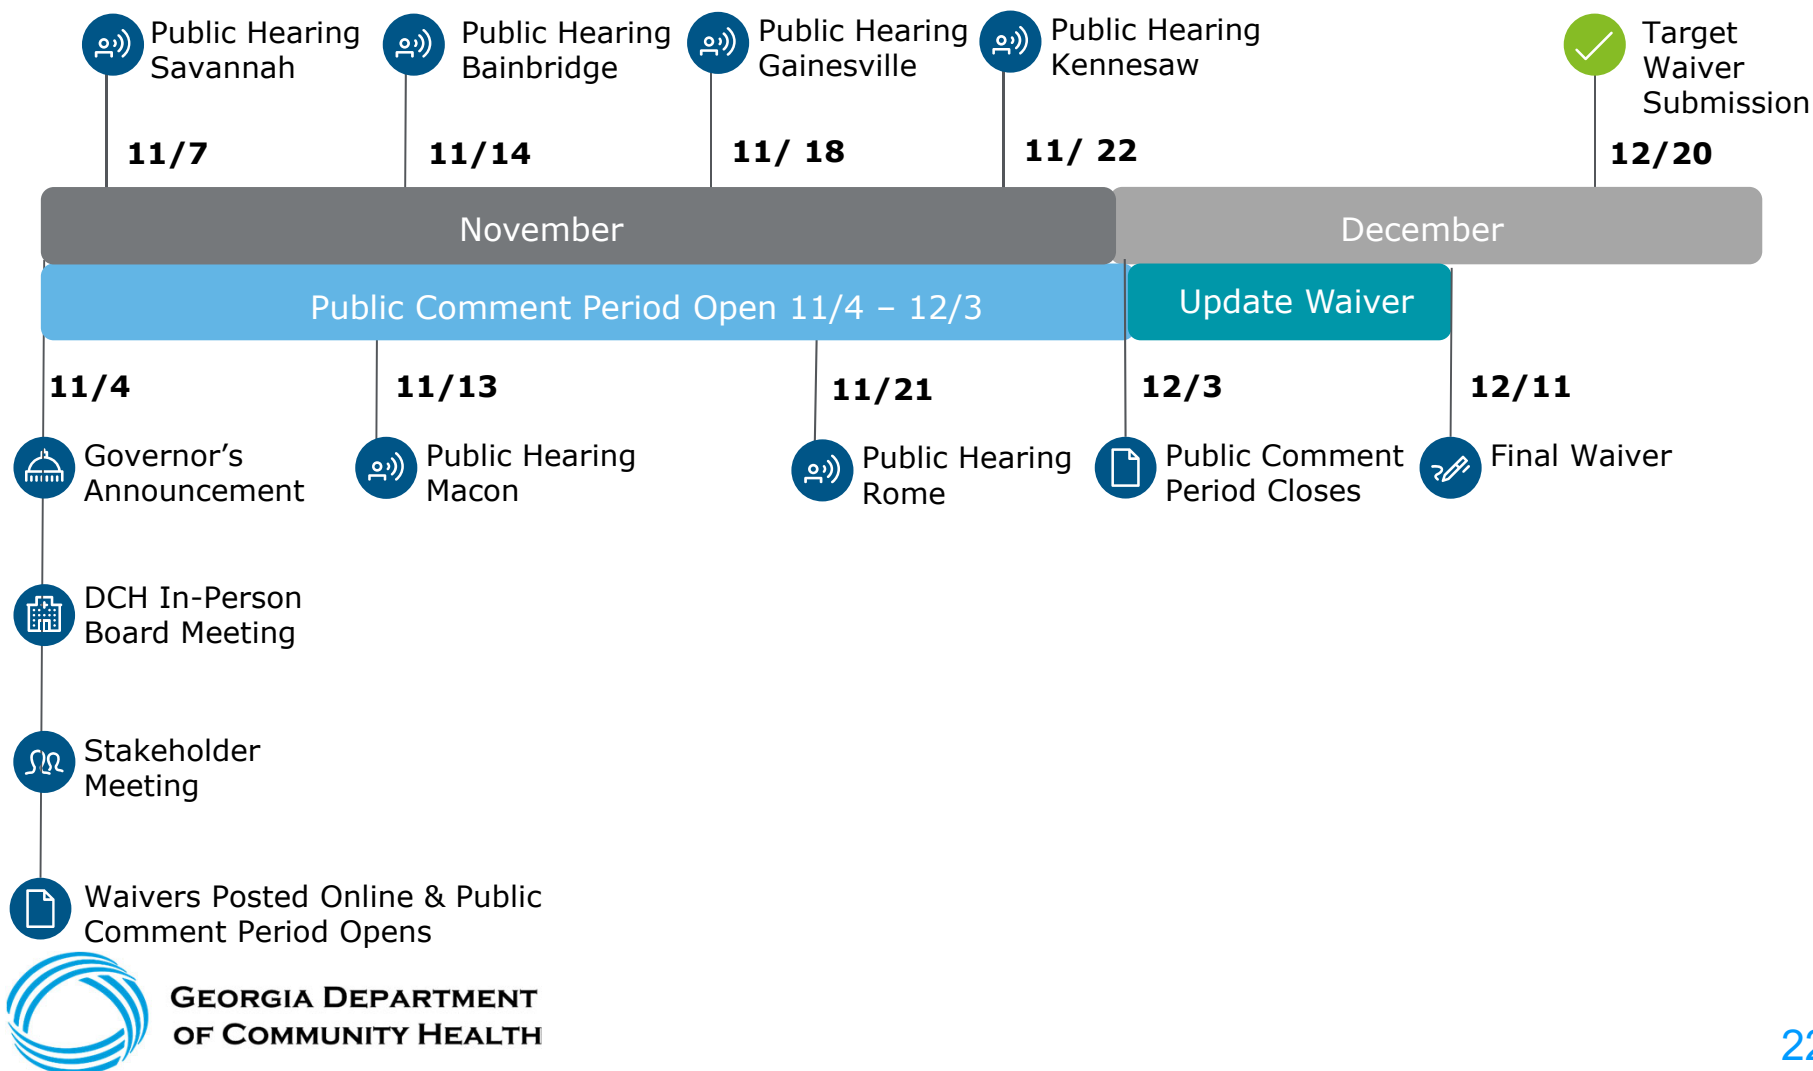 Public Hearing
Savannah
Public Hearing
Bainbridge
Public Hearing
Gainesville
Public Hearing
Kennesaw
Target
Waiver
Submission
11/7
11/14
11/ 18
11/ 22
12/20
November
December
Public Comment Period Open 11/4 – 12/3
Update Waiver
11/4
11/13
11/21
12/3
12/11
Governor’s
Announcement
Public Hearing
Macon
Public Hearing
Rome
Public Comment
Period Closes
Final Waiver
DCH In-Person
Board Meeting
Stakeholder
Meeting
Waivers Posted Online & Public
Comment Period Opens
GEORGIA DEPARTMENT
OF COMMUNITY HEALTH
22